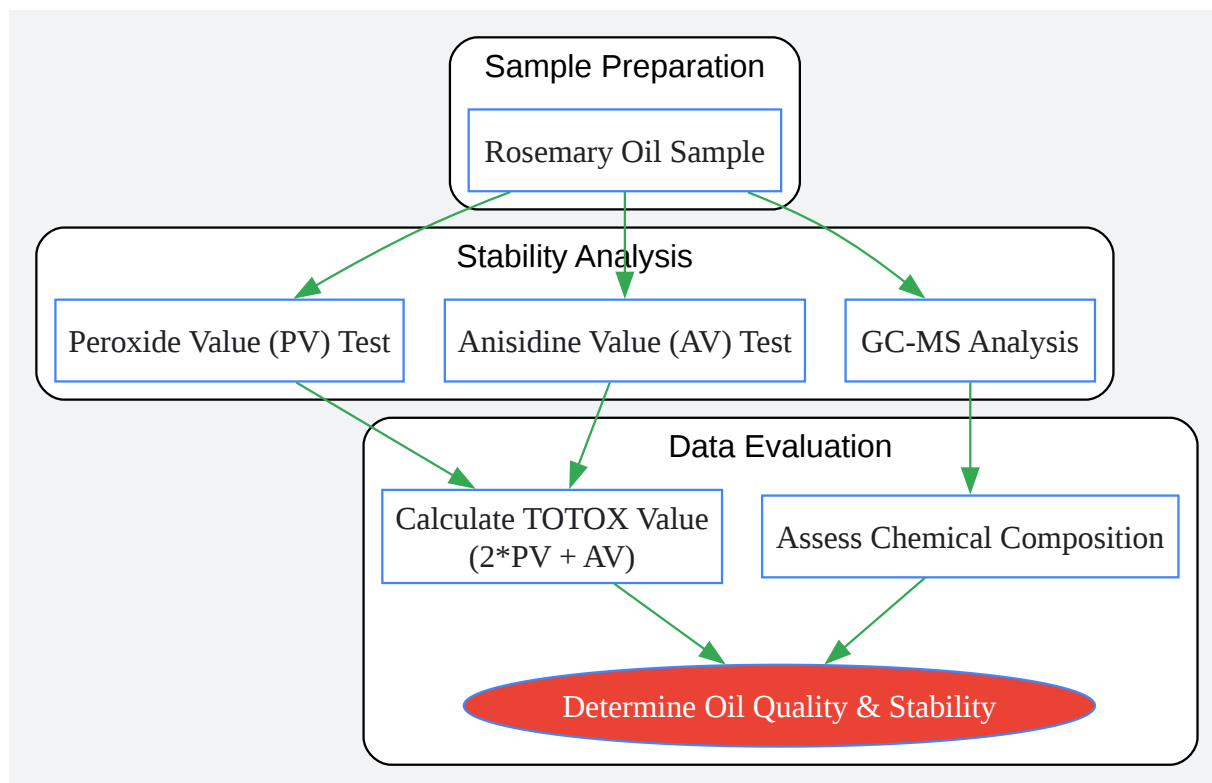 Sample Preparation
Rosemary Oil Sample
Stability Analysis
Peroxide Value (PV) Test
Anisidine Value (AV) Test
GC-MS Analysis
Data Evaluation
Calculate TOTOX Value
(2*PV + AV)
Assess Chemical Composition
Determine Oil Quality & Stability